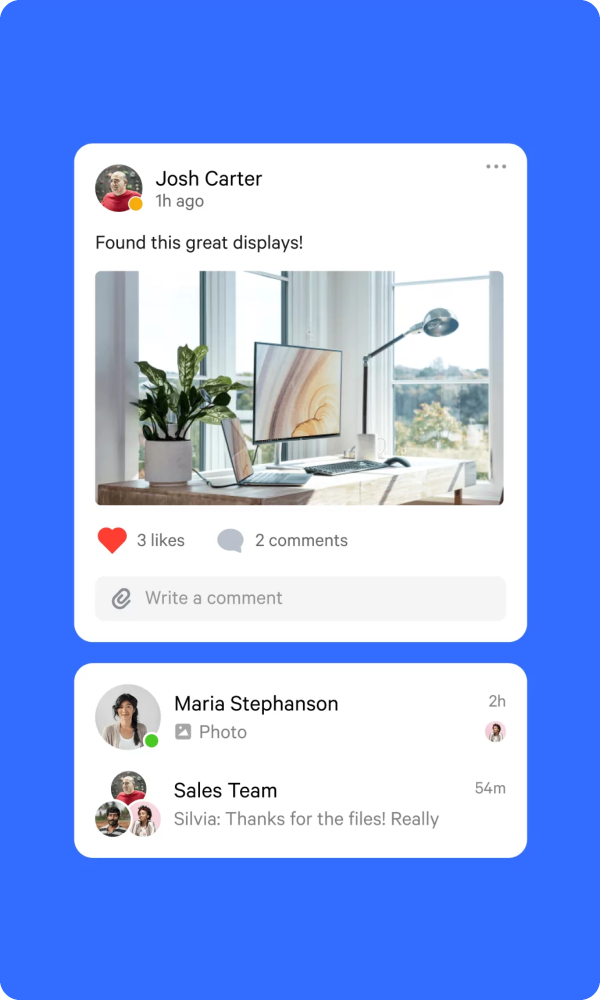 Josh Carter
1h ago
Found this great displays!
3 likes
2 comments
Write a comment
Maria Stephanson
2h
Photo
Sales Team
54m
Silvia: Thanks for the files! Really